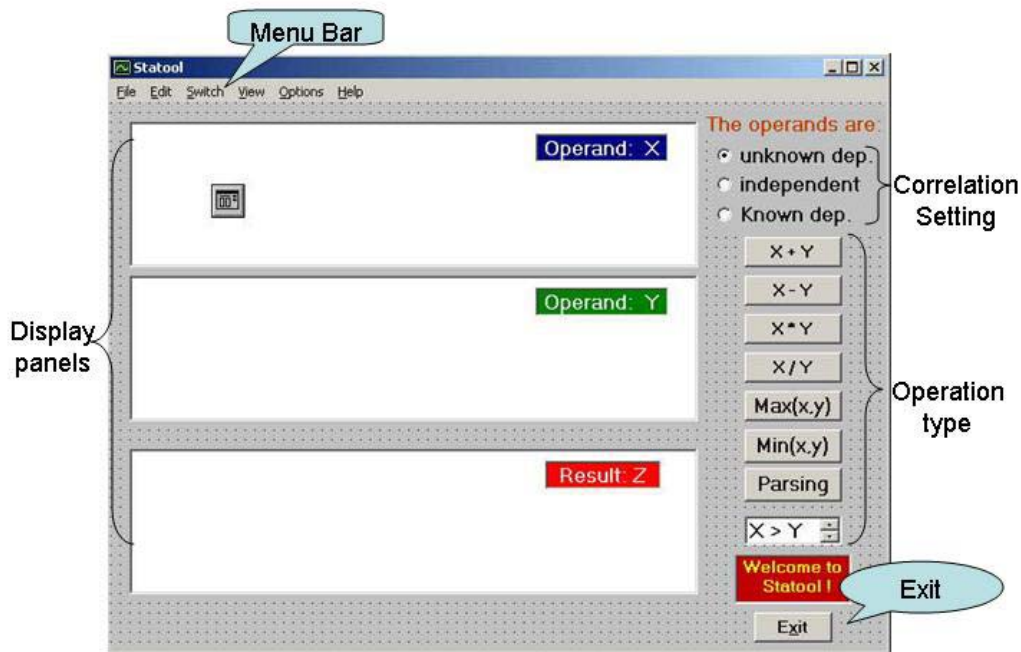 Menu Bar
Statool
File Edit Switch View Options Help
The operands are:
Operand: X
unknown dep.
independent
Known dep.
Correlation
Setting
X + Y
X - Y
Operand: Y
X * Y
Display
panels
X / Y
Max(x,y)
Operation
type
Min(x,y)
Result: Z
Parsing
X > Y
Welcome to
Statool !
Exit
Exit